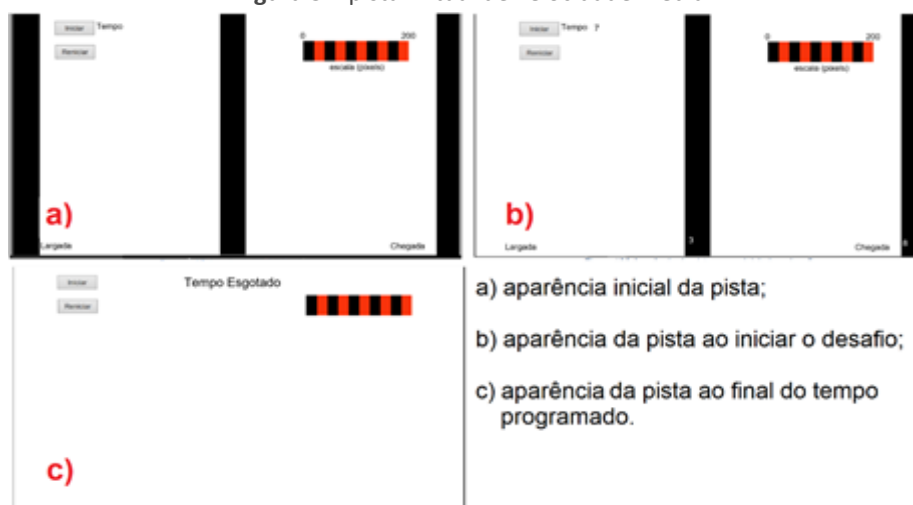 Iniciar Tempo
Reiniciar
0 200
escala (pixels)
a)
Largada Chegada
Iniciar Tempo ?
Reiniciar
0 200
escala (pixels)
b)
3
6
Largada Chegada
Iniciar
Reiniciar
Tempo Esgotado
c)
a) aparência inicial da pista;
b) aparência da pista ao iniciar o desafio;
c) aparência da pista ao final do tempo
programado.